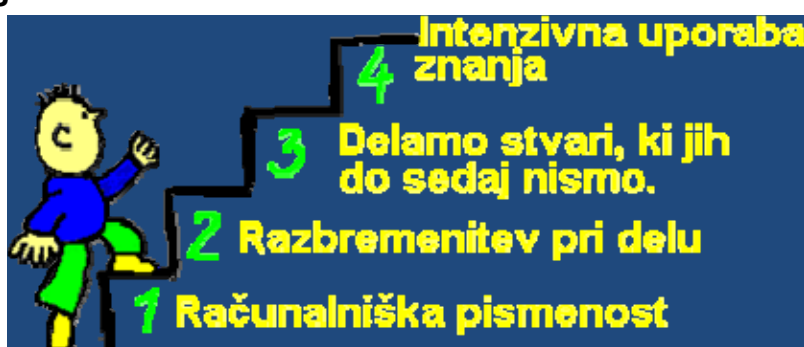 Intenzivna uporaba
4 znanja
3 Delamo stvari, ki jih
do sedaj nismo.
2 Razbremenitev pri delu
1 Računalniška pismenost